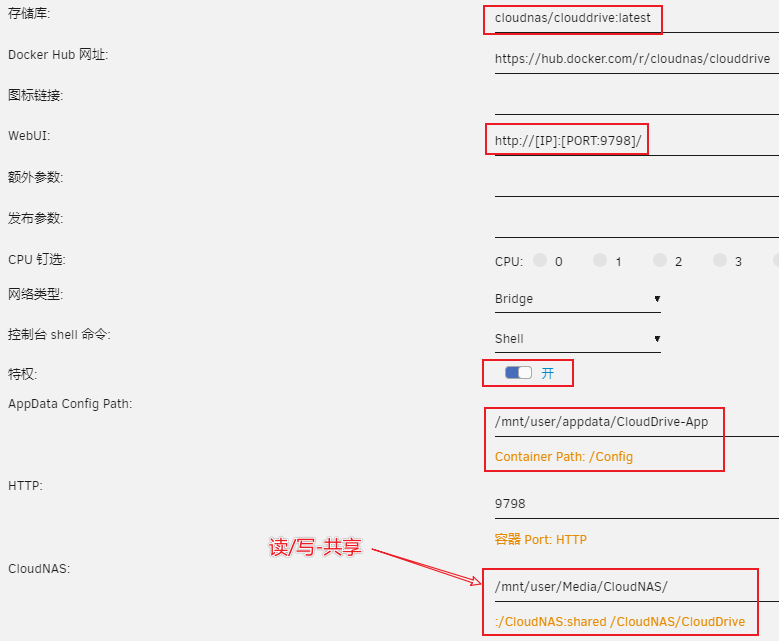 存储库:
cloudnas/clouddrive:latest
Docker Hub 网址:
https://hub.docker.com/r/cloudnas/clouddrive
图标链接:
WebUI:
http://[IP]:[PORT:9798]/
额外参数:
发布参数:
CPU 钉选:
CPU: 0 1 2 3
网络类型:
Bridge
控制台 shell 命令:
Shell
特权:
开
AppData Config Path:
/mnt/user/appdata/CloudDrive-App
Container Path: /Config
HTTP:
9798
容器 Port: HTTP
读/写-共享
CloudNAS:
/mnt/user/Media/CloudNAS/
:/CloudNAS:shared /CloudNAS/CloudDrive